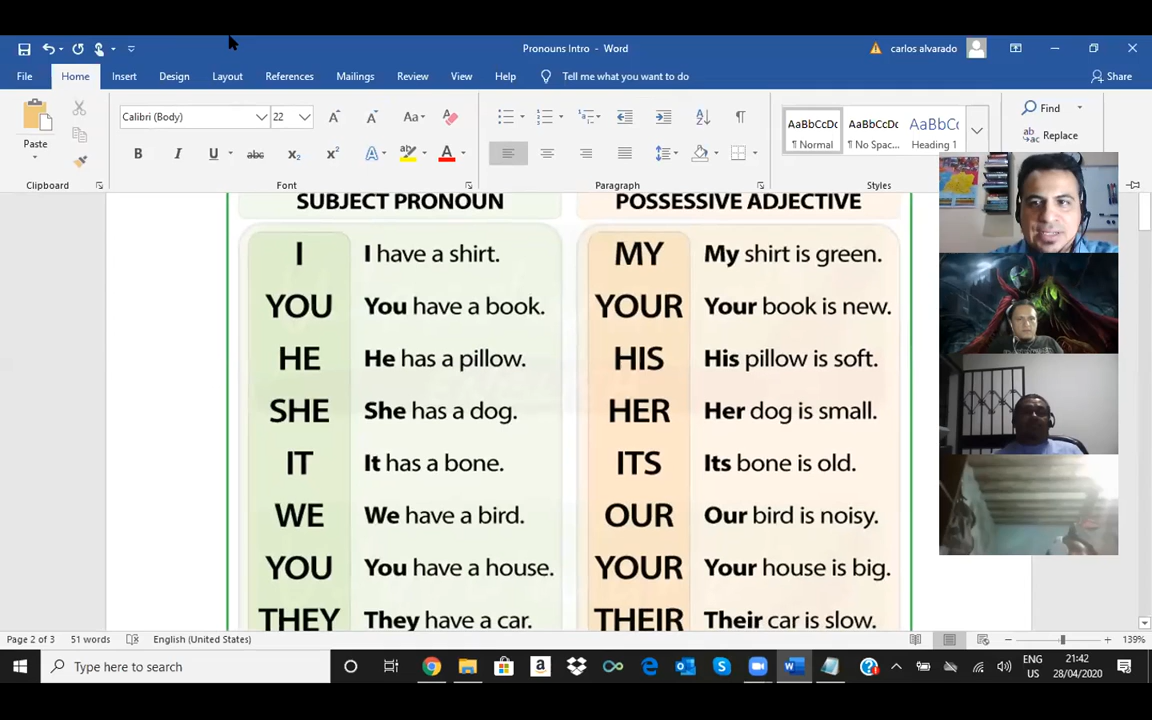 Pronouns Intro - Word
carlos alvarado
File Home Insert Design Layout References Mailings Review View Help Tell me what you want to do Share
Paste
Calibri (Body) 22
Aa
AaBbCcDc AaBbCcDc AaBbCc
¶ Normal ¶ No Spac... Heading 1
Find
Replace
B I U abc X₂ X² A A
Clipboard Font Paragraph Styles
SUBJECT PRONOUN POSSESSIVE ADJECTIVE
I I have a shirt. MY My shirt is green.
YOU You have a book. YOUR Your book is new.
HE He has a pillow. HIS His pillow is soft.
SHE She has a dog. HER Her dog is small.
IT It has a bone. ITS Its bone is old.
WE We have a bird. OUR Our bird is noisy.
YOU You have a house. YOUR Your house is big.
THEY They have a car. THEIR Their car is slow.
Page 2 of 3 51 words English (United States) 139%
Type here to search
ENG 21:42
US 28/04/2020